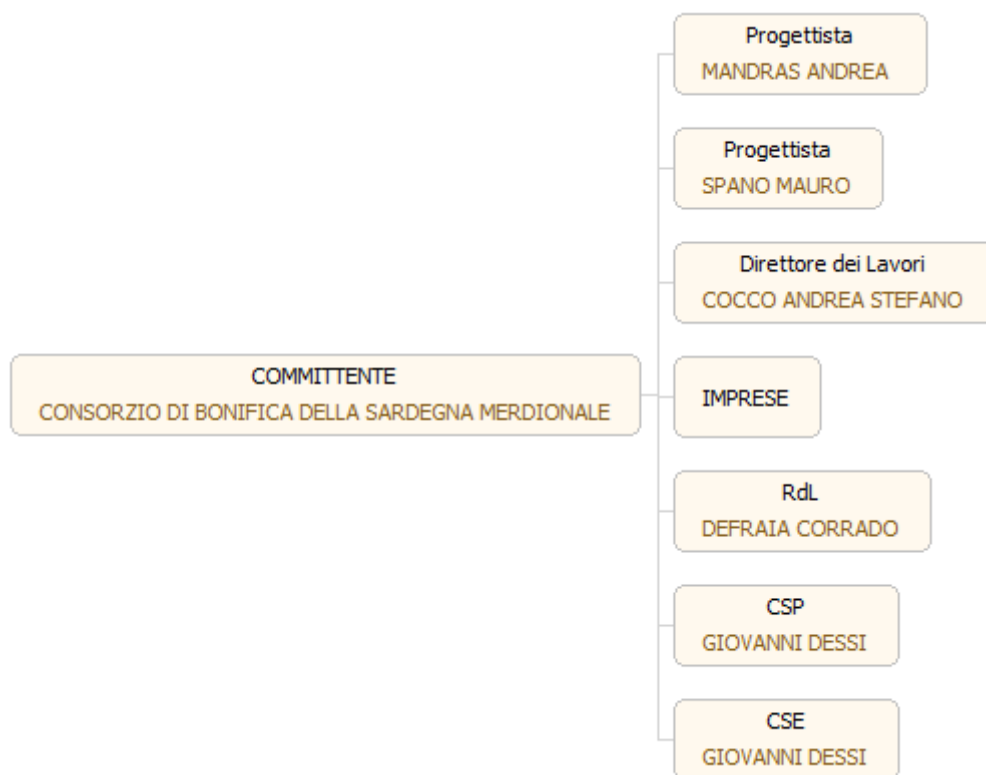 Progettista
MANDRAS ANDREA
Progettista
SPANO MAURO
Direttore dei Lavori
COCCO ANDREA STEFANO
COMMITTENTE
CONSORZIO DI BONIFICA DELLA SARDEGNA MERDIONALE
IMPRESE
RdL
DEFRAIA CORRADO
CSP
GIOVANNI DESSI
CSE
GIOVANNI DESSI